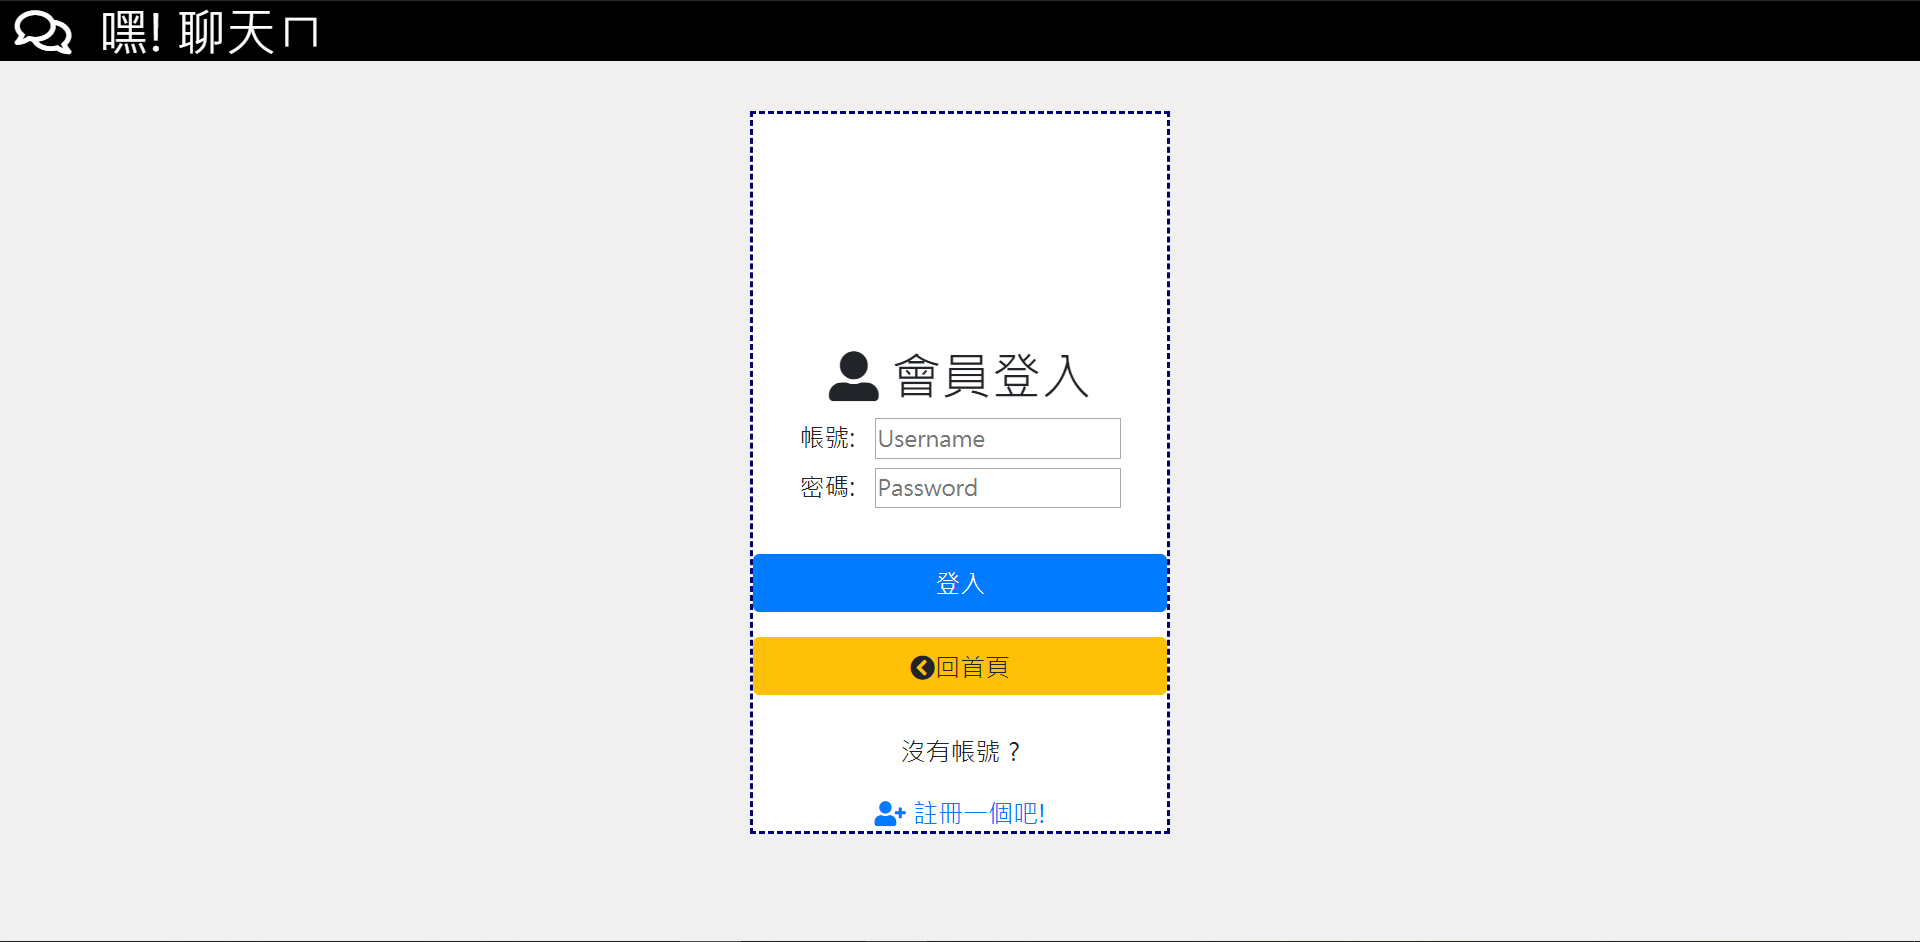 嘿! 聊天ㄇ
會員登入
帳號: Username
密碼: Password
登入
回首頁
沒有帳號 ?
註冊一個吧!